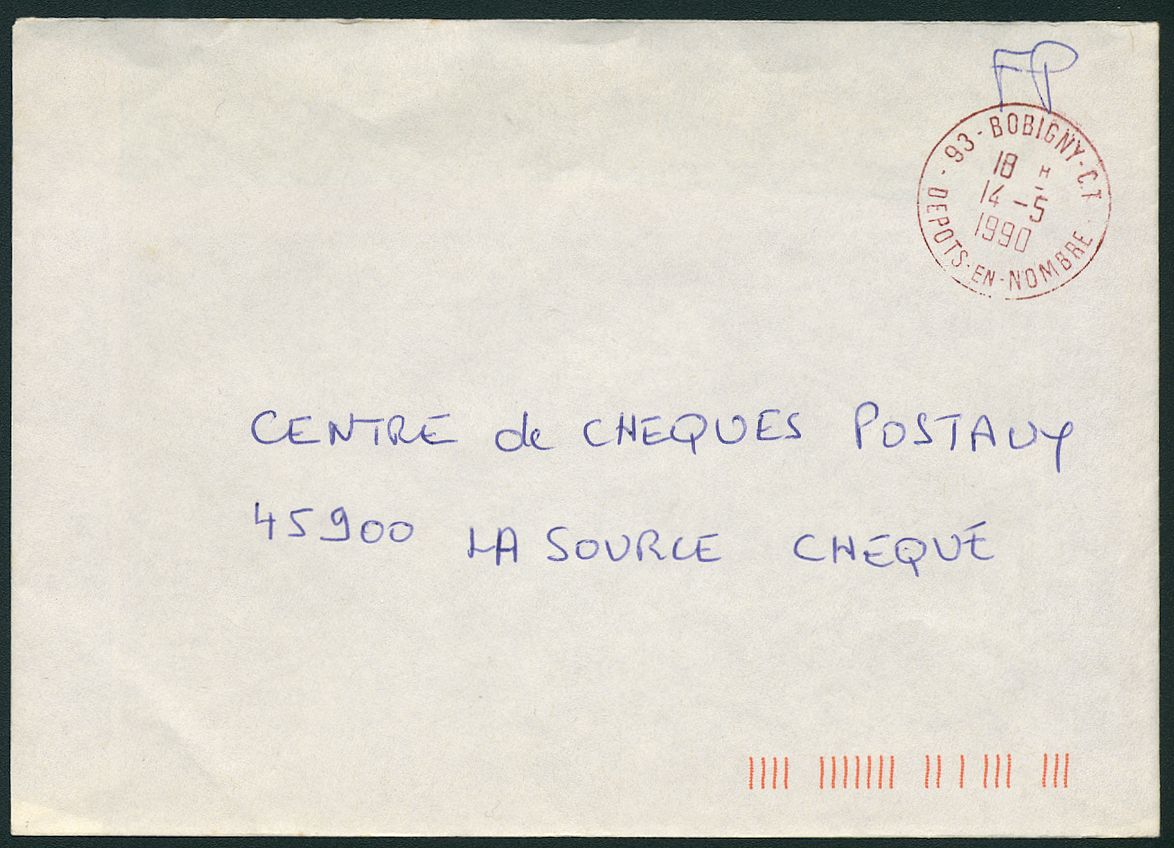 FP
93-BOBIGNY-C.T
18 H
14-5
1990
DEPOTS-EN-NOMBRE
CENTRE de CHEQUES POSTAUX
45900 LA SOURCE CHEQUE